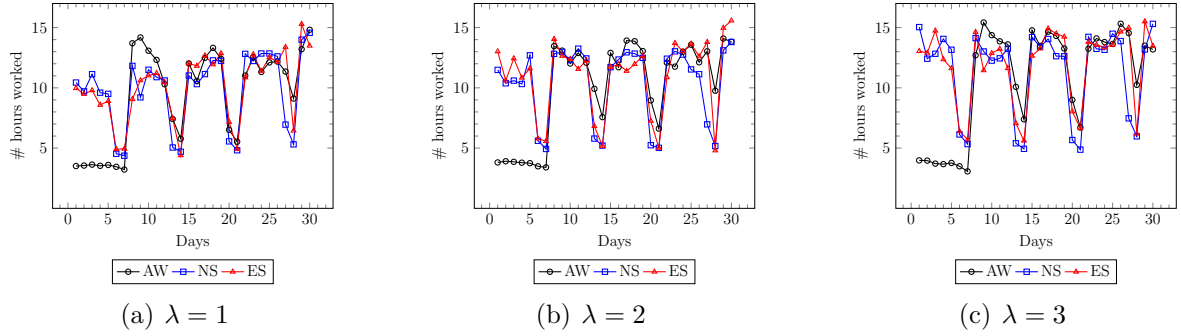 15
10
5
# hours worked
0 5 10 15 20 25 30
Days
AW NS ES
(a) λ = 1
15
10
5
# hours worked
0 5 10 15 20 25 30
Days
AW NS ES
(b) λ = 2
15
10
5
# hours worked
0 5 10 15 20 25 30
Days
AW NS ES
(c) λ = 3